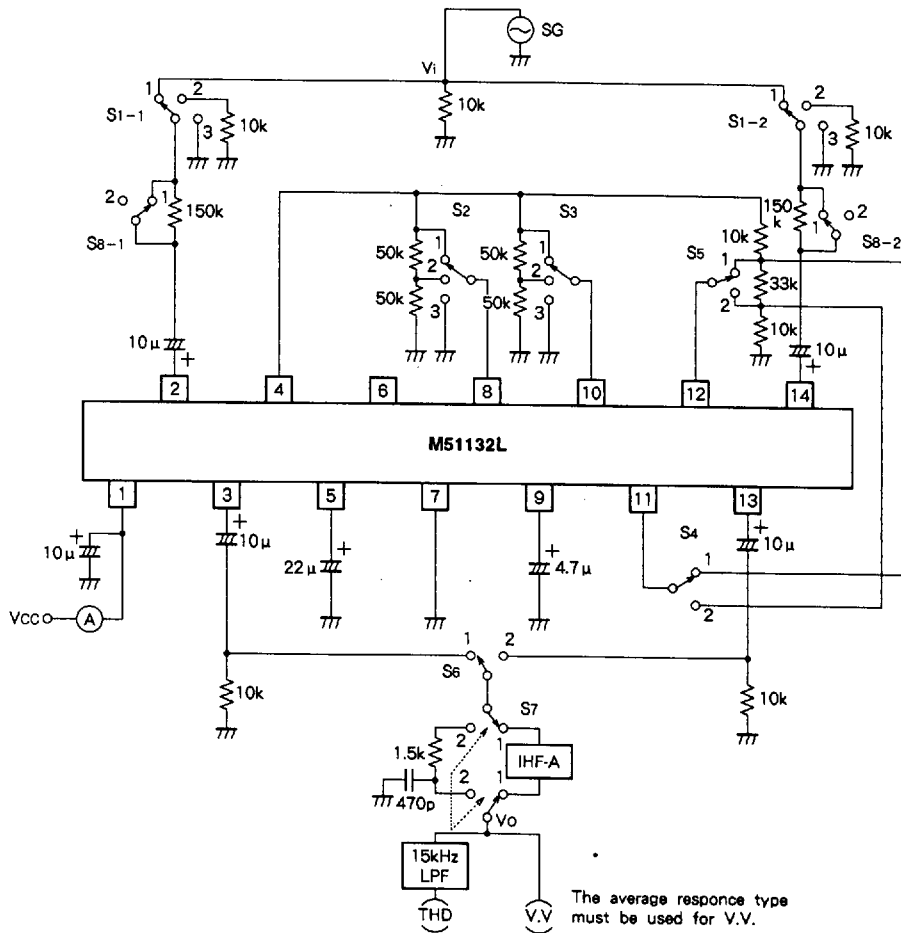 SG
Vi
1 2 10k 1 2
S1-1 3 10k S1-2 3 10k
2 1 150k S2 S3 150k 1 2
S8-1 50k 1 50k 1 10k S5 S8-2
2 50k 2 50k 1 33k
3 3 2 10k
10μ + 10μ +
2 4 6 8 10 12 14
M51132L
1 3 5 7 9 11 13
+ + + + S4 +
10μ 10μ 22μ 4.7μ 1 10μ
Vcc A 2
1 2
S6
10k S7 10k
2 1
1.5k IHF-A
2 1
470p
Vo
15kHz
LPF
THD V.V
The average responce type
must be used for V.V.